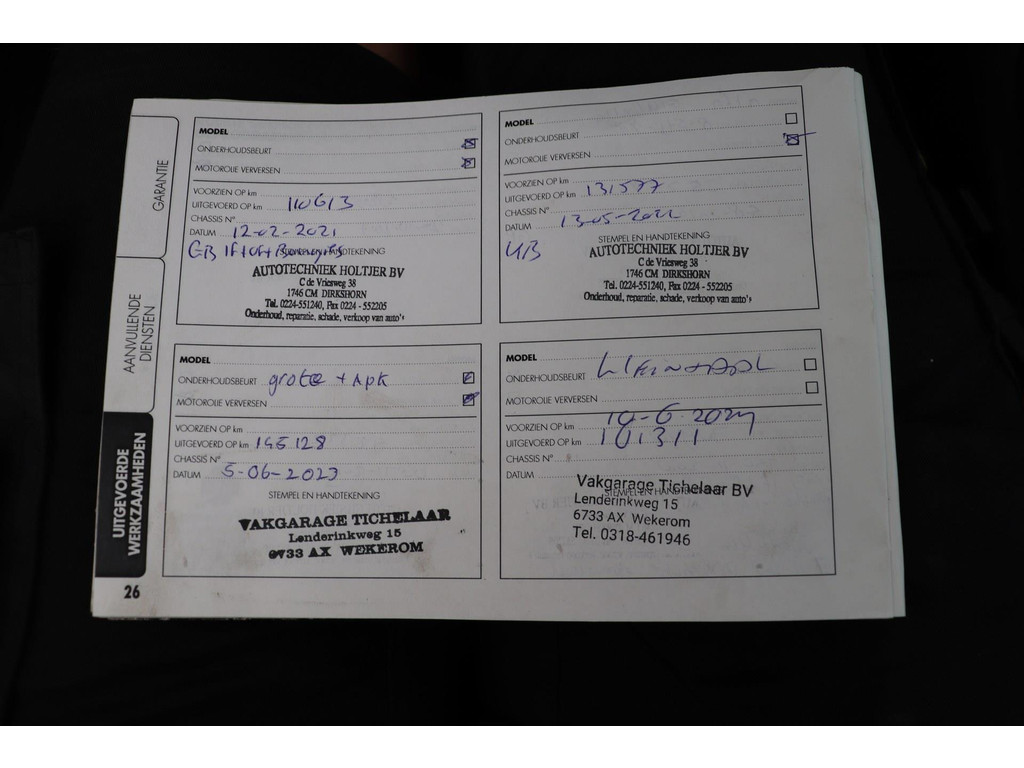 GARANTIE
AANVULLENDE
DIENSTEN
UITGEVOERDE
WERKZAAMHEDEN
26
MODEL
ONDERHOUDSBEURT
MOTOROLIE VERVERSEN
VOORZIEN OP km
UITGEVOERD OP km 110613
CHASSIS N°
DATUM 12-02-2021
STEMPEL EN HANDTEKENING
AUTOTECHNIEK HOLTJER BV
C de Vriesweg 38
1746 CM DIRKSHORN
Tel. 0224-551240, Fax 0224 - 552205
Onderhoud, reparatie, schade, verkoop van auto's
MODEL
ONDERHOUDSBEURT
MOTOROLIE VERVERSEN
VOORZIEN OP km
UITGEVOERD OP km 131577
CHASSIS N°
DATUM 13-05-2022
STEMPEL EN HANDTEKENING
AUTOTECHNIEK HOLTJER BV
C de Vriesweg 38
1746 CM DIRKSHORN
Tel. 0224-551240, Fax 0224 - 552205
Onderhoud, reparatie, schade, verkoop van auto's
MODEL
ONDERHOUDSBEURT grote + apk
MOTOROLIE VERVERSEN
VOORZIEN OP km
UITGEVOERD OP km 145128
CHASSIS N°
DATUM 5-06-2023
STEMPEL EN HANDTEKENING
VAKGARAGE TICHELAAR
Lenderinkweg 15
6733 AX WEKEROM
MODEL
ONDERHOUDSBEURT
MOTOROLIE VERVERSEN
VOORZIEN OP km 10-6-2024
UITGEVOERD OP km 161311
CHASSIS N°
DATUM
STEMPEL EN HANDTEKENING
Vakgarage Tichelaar BV
Lenderinkweg 15
6733 AX Wekerom
Tel. 0318-461946